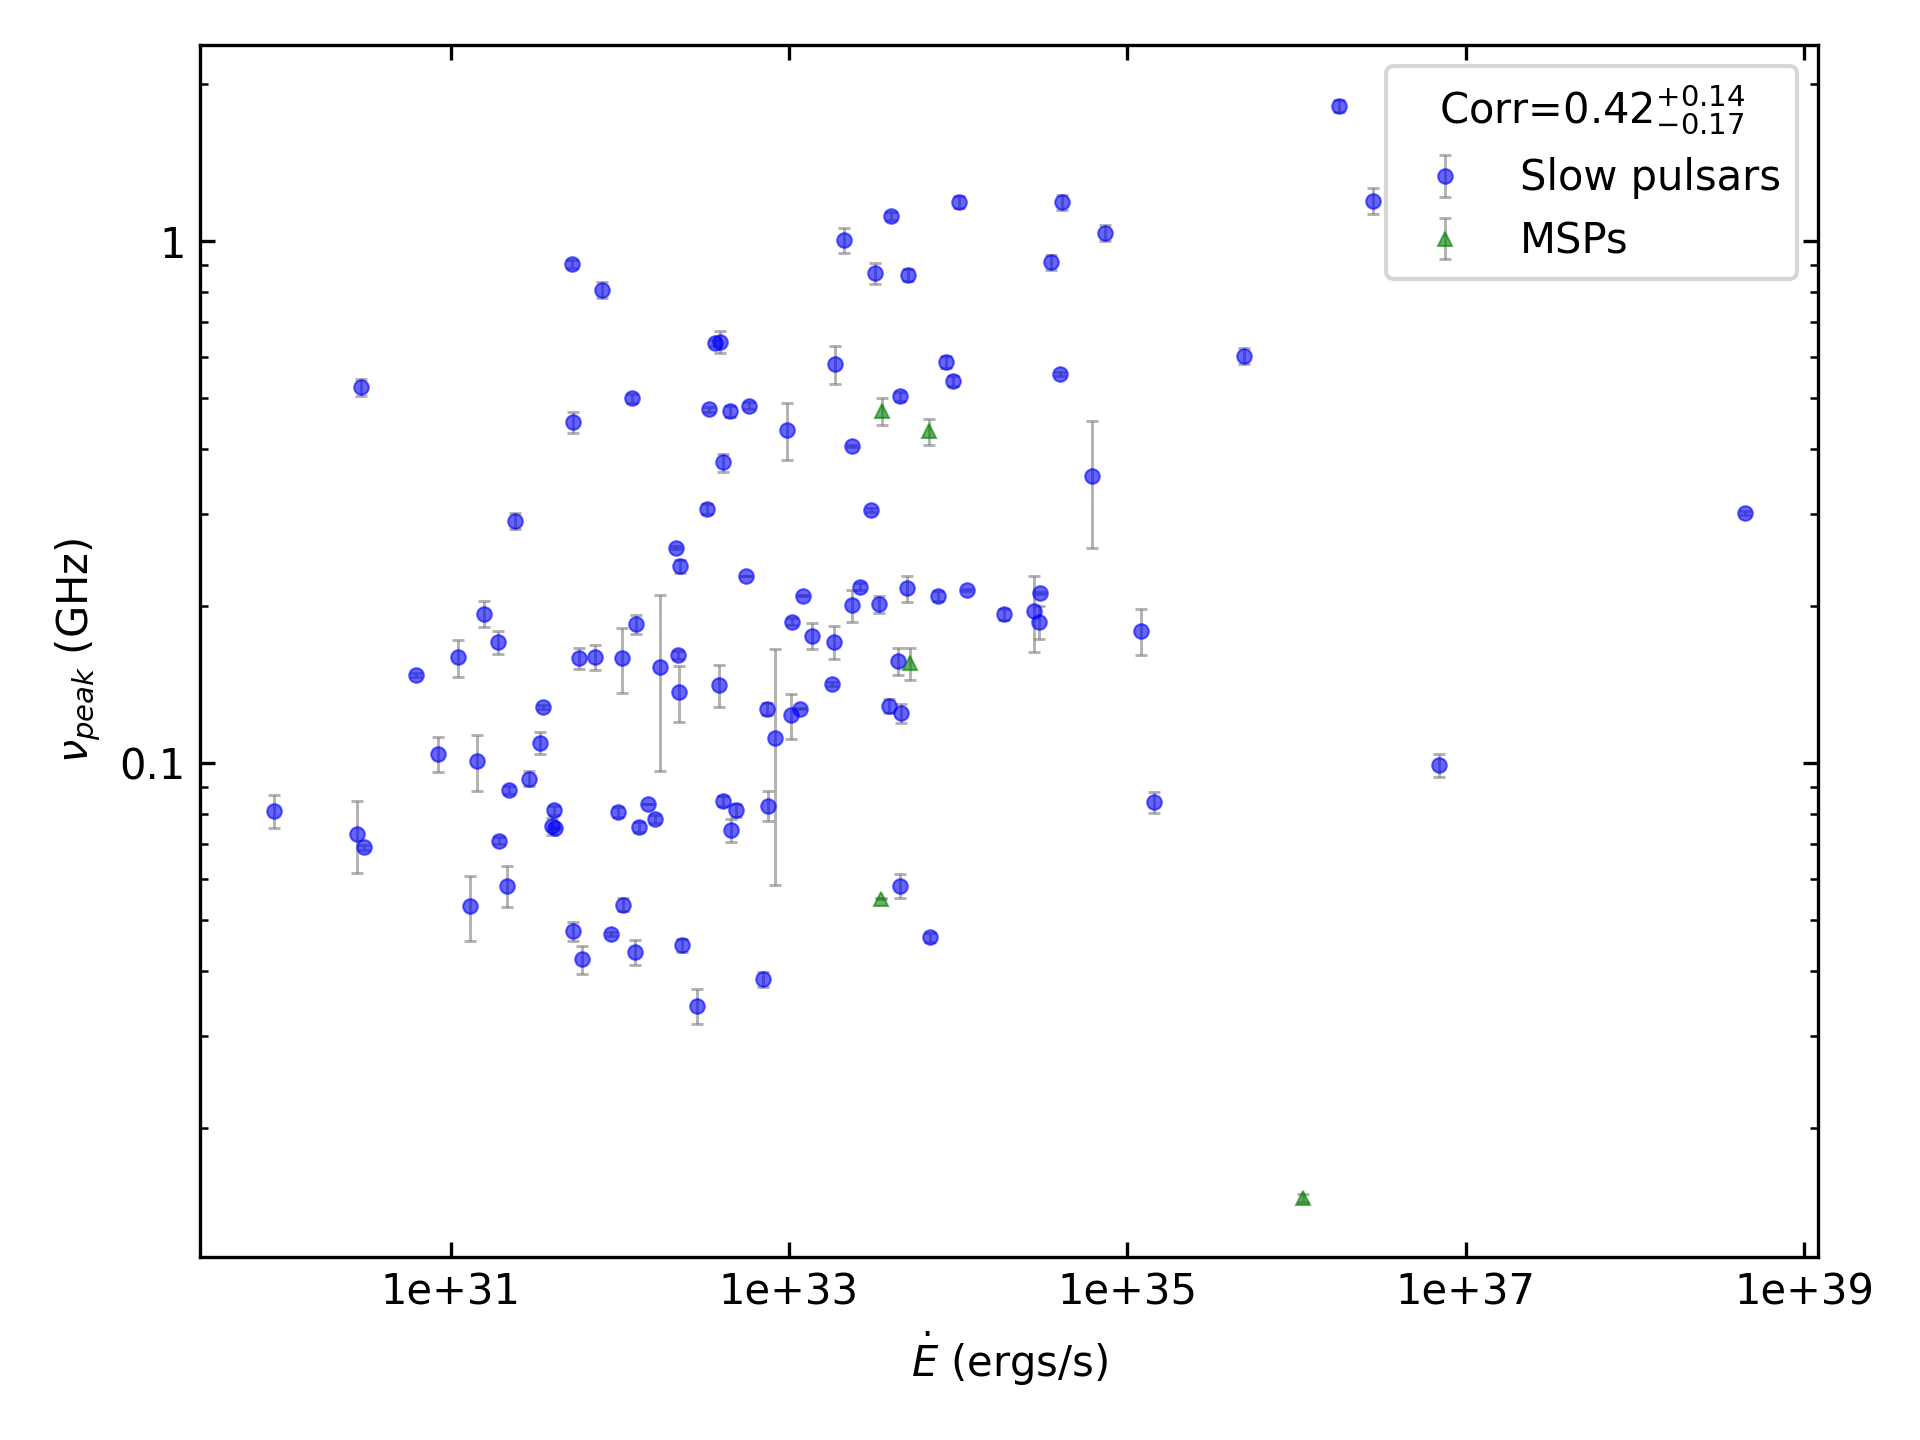 Corr=0.42+0.14−0.17
Slow pulsars
MSPs
1
0.1
νpeak (GHz)
1e+31 1e+33 1e+35 1e+37 1e+39
Ė (ergs/s)